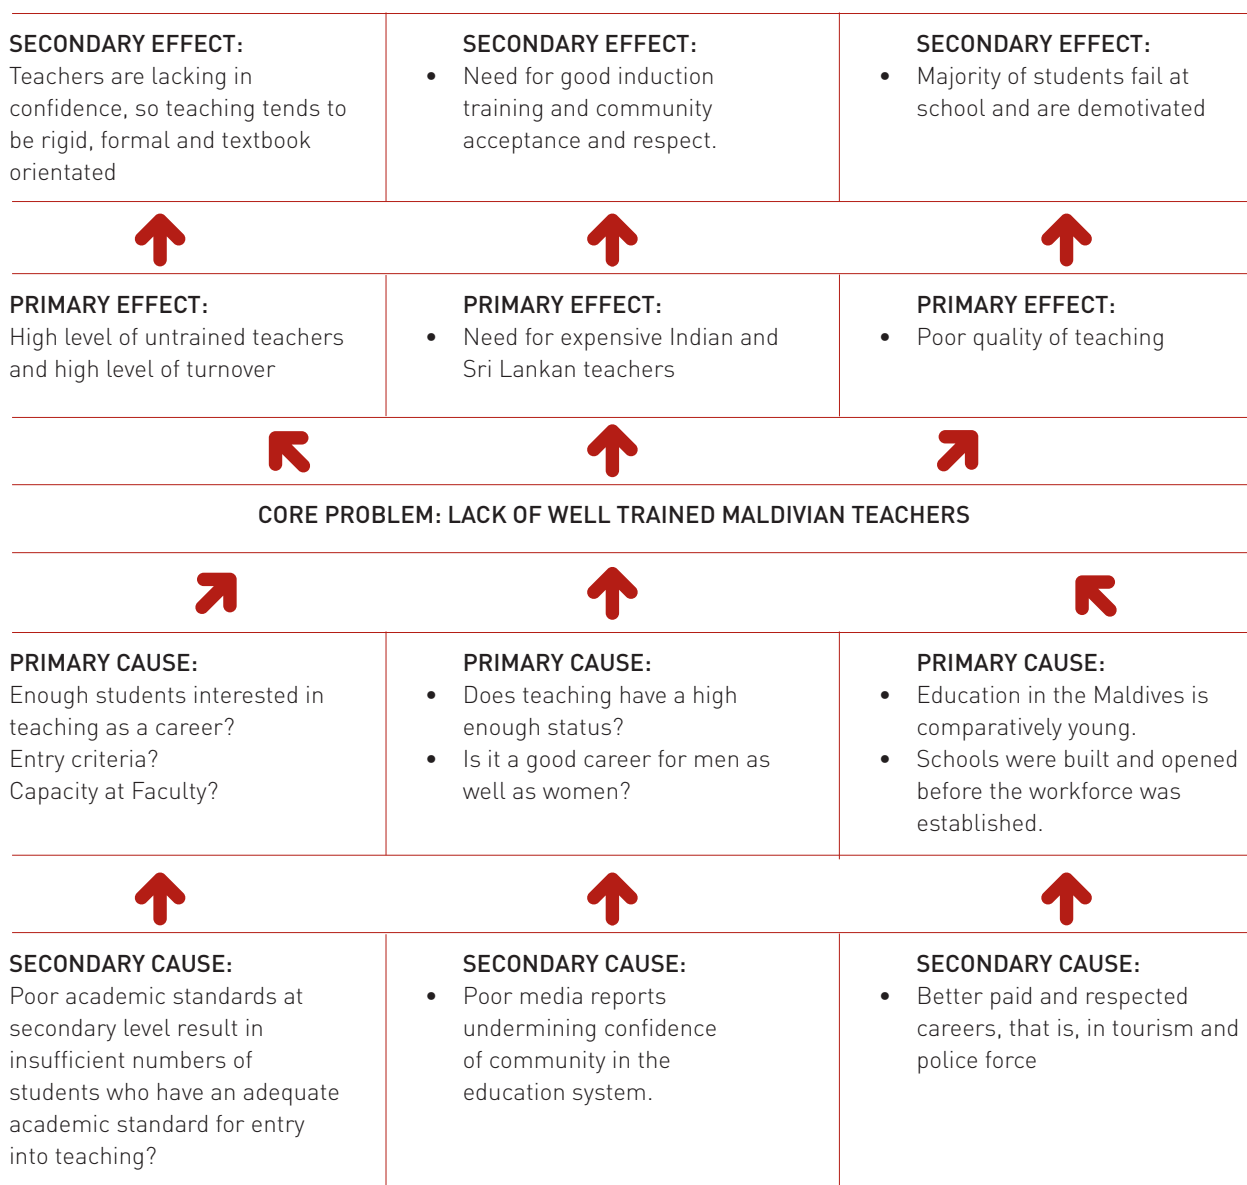 SECONDARY EFFECT:
Teachers are lacking in
confidence, so teaching tends to
be rigid, formal and textbook
orientated
SECONDARY EFFECT:
• Need for good induction
training and community
acceptance and respect.
SECONDARY EFFECT:
• Majority of students fail at
school and are demotivated
PRIMARY EFFECT:
High level of untrained teachers
and high level of turnover
PRIMARY EFFECT:
• Need for expensive Indian and
Sri Lankan teachers
PRIMARY EFFECT:
• Poor quality of teaching
CORE PROBLEM: LACK OF WELL TRAINED MALDIVIAN TEACHERS
PRIMARY CAUSE:
Enough students interested in
teaching as a career?
Entry criteria?
Capacity at Faculty?
PRIMARY CAUSE:
• Does teaching have a high
enough status?
• Is it a good career for men as
well as women?
PRIMARY CAUSE:
• Education in the Maldives is
comparatively young.
• Schools were built and opened
before the workforce was
established.
SECONDARY CAUSE:
Poor academic standards at
secondary level result in
insufficient numbers of
students who have an adequate
academic standard for entry
into teaching?
SECONDARY CAUSE:
• Poor media reports
undermining confidence
of community in the
education system.
SECONDARY CAUSE:
• Better paid and respected
careers, that is, in tourism and
police force